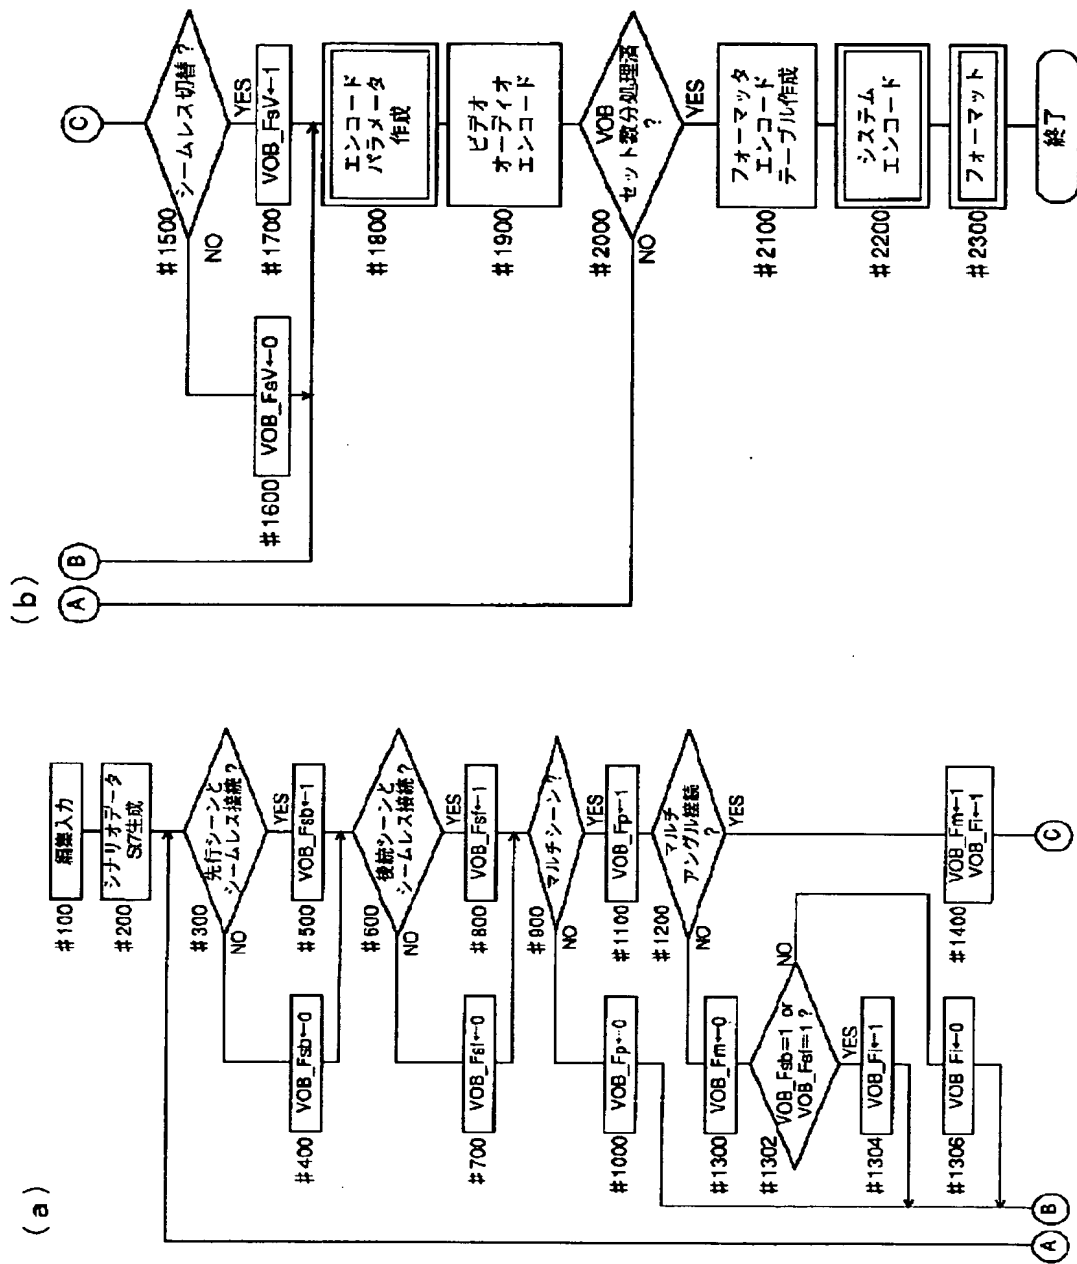 (a)
#100
編集入力
#200
シナリオデータ
St7生成
#300
先行シーンと
シームレス接続?
NO
YES
#400
VOB_Fsb←0
#500
VOB_Fsb←1
#600
後続シーンと
シームレス接続?
NO
YES
#700
VOB_Fsf←0
#800
VOB_Fsf←1
#900
マルチシーン?
NO
YES
#1000
VOB_Fp←0
#1100
VOB_Fp←1
#1200
マルチ
アングル接続
?
NO
YES
#1300
VOB_Fm←0
#1302
VOB_Fsb=1 or
VOB_Fsf=1?
NO
YES
#1304
VOB_Fi←1
#1306
VOB_Fi←0
#1400
VOB_Fm←1
VOB_Fi←1
A
B
C
(b)
A
B
C
#1500
シームレス切替?
NO
YES
#1600
VOB_FsV←0
#1700
VOB_FsV←1
#1800
エンコード
パラメータ
作成
#1900
ビデオ
オーディオ
エンコード
#2000
VOB
セット数分処理済
?
NO
YES
#2100
フォーマッタ
エンコード
テーブル作成
#2200
システム
エンコード
#2300
フォーマット
終了